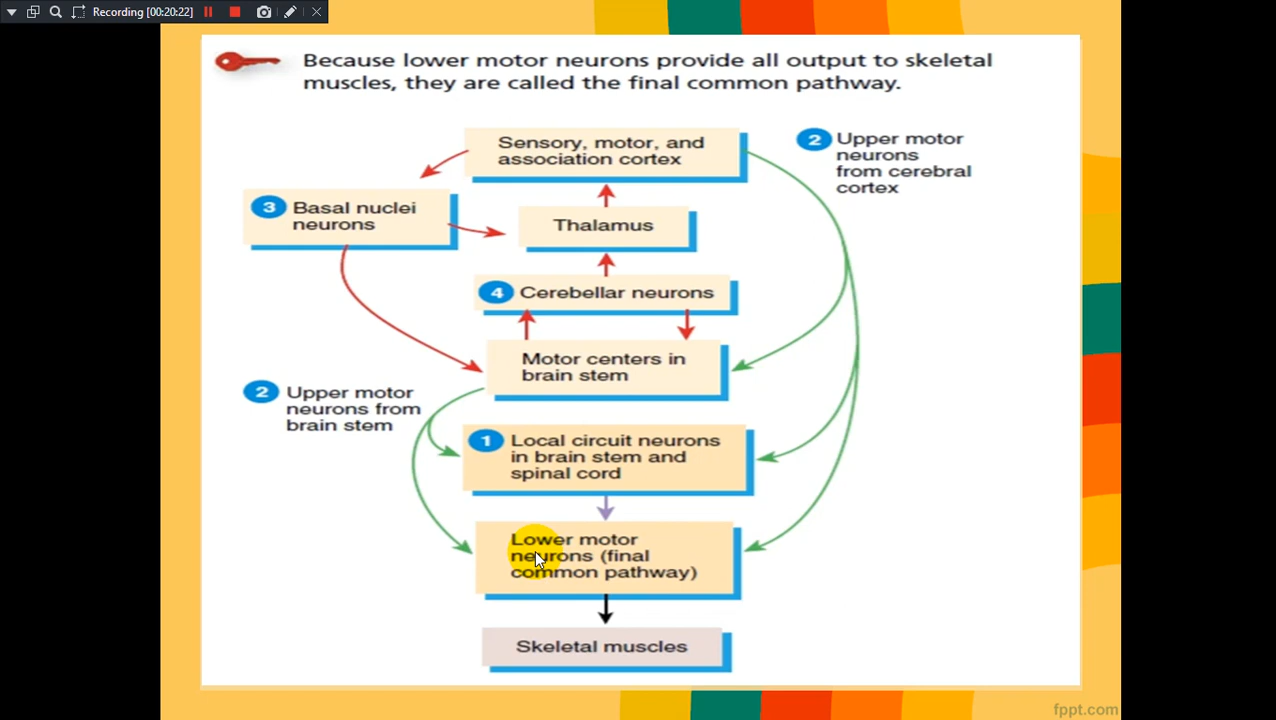 Recording [00:20:22]
Because lower motor neurons provide all output to skeletal
muscles, they are called the final common pathway.
Sensory, motor, and
association cortex
2 Upper motor
neurons
from cerebral
cortex
3 Basal nuclei
neurons
Thalamus
4 Cerebellar neurons
Motor centers in
brain stem
2 Upper motor
neurons from
brain stem
1 Local circuit neurons
in brain stem and
spinal cord
Lower motor
neurons (final
common pathway)
Skeletal muscles
fppt.com